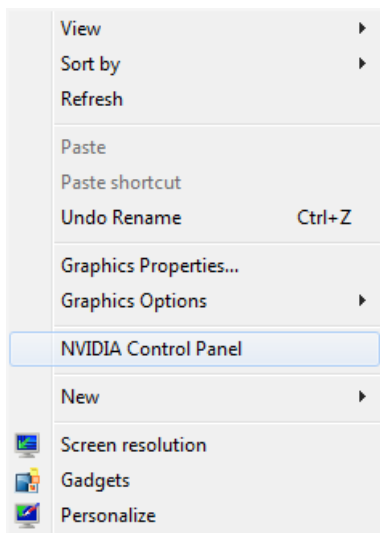 View
Sort by
Refresh
Paste
Paste shortcut
Undo Rename Ctrl+Z
Graphics Properties...
Graphics Options
NVIDIA Control Panel
New
Screen resolution
Gadgets
Personalize